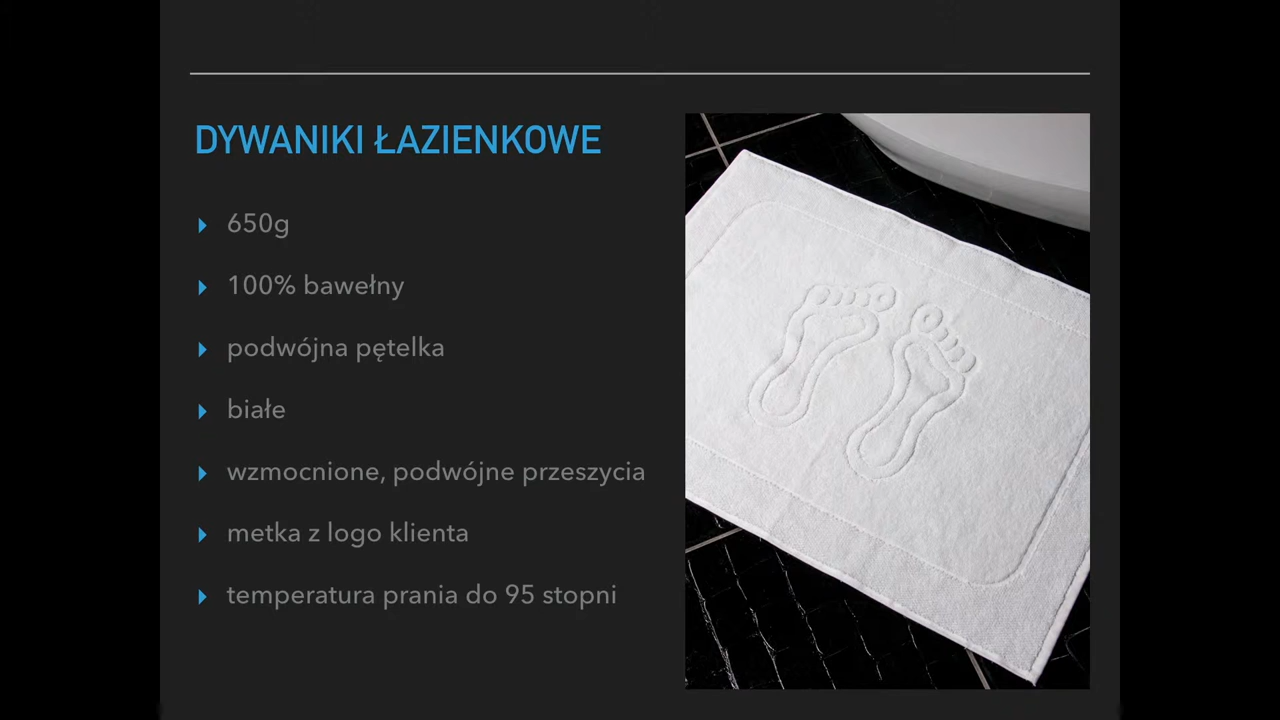 DYWANIKI ŁAZIENKOWE
650g
100% bawełny
podwójna pętelka
białe
wzmocnione, podwójne przeszycia
metka z logo klienta
temperatura prania do 95 stopni